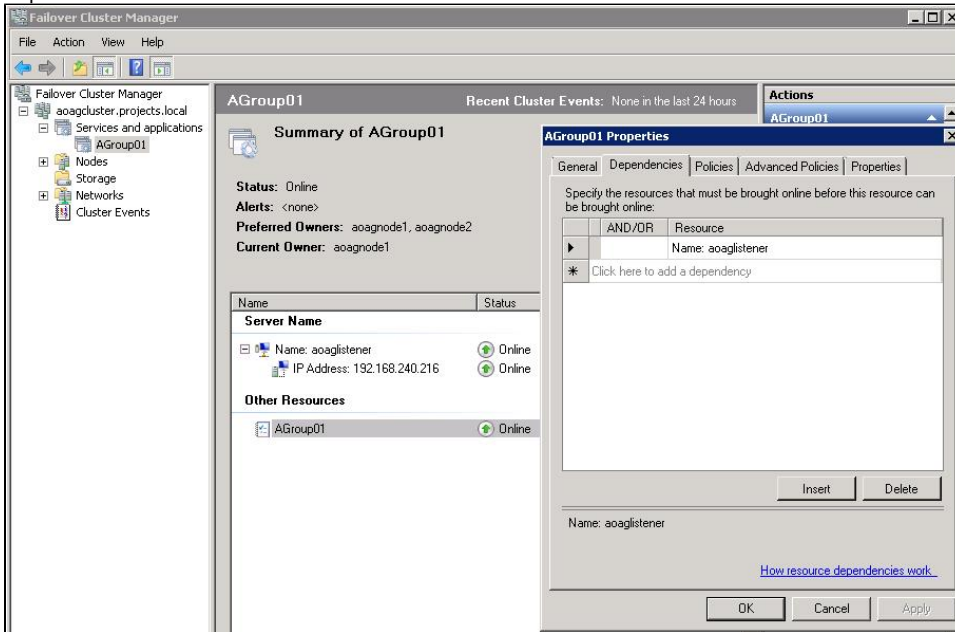 Failover Cluster Manager
File Action View Help
Failover Cluster Manager
aoagcluster.projects.local
Services and applications
AGroup01
Nodes
Storage
Networks
Cluster Events
AGroup01 Recent Cluster Events: None in the last 24 hours
Summary of AGroup01
Status: Online
Alerts: <none>
Preferred Owners: aoagnode1, aoagnode2
Current Owner: aoagnode1
Name Status
Server Name
Name: aoaglistener Online
IP Address: 192.168.240.216 Online
Other Resources
AGroup01 Online
Actions
AGroup01
AGroup01 Properties
General Dependencies Policies Advanced Policies Properties
Specify the resources that must be brought online before this resource can
be brought online:
AND/OR Resource
Name: aoaglistener
Click here to add a dependency
Insert Delete
Name: aoaglistener
How resource dependencies work
OK Cancel Apply